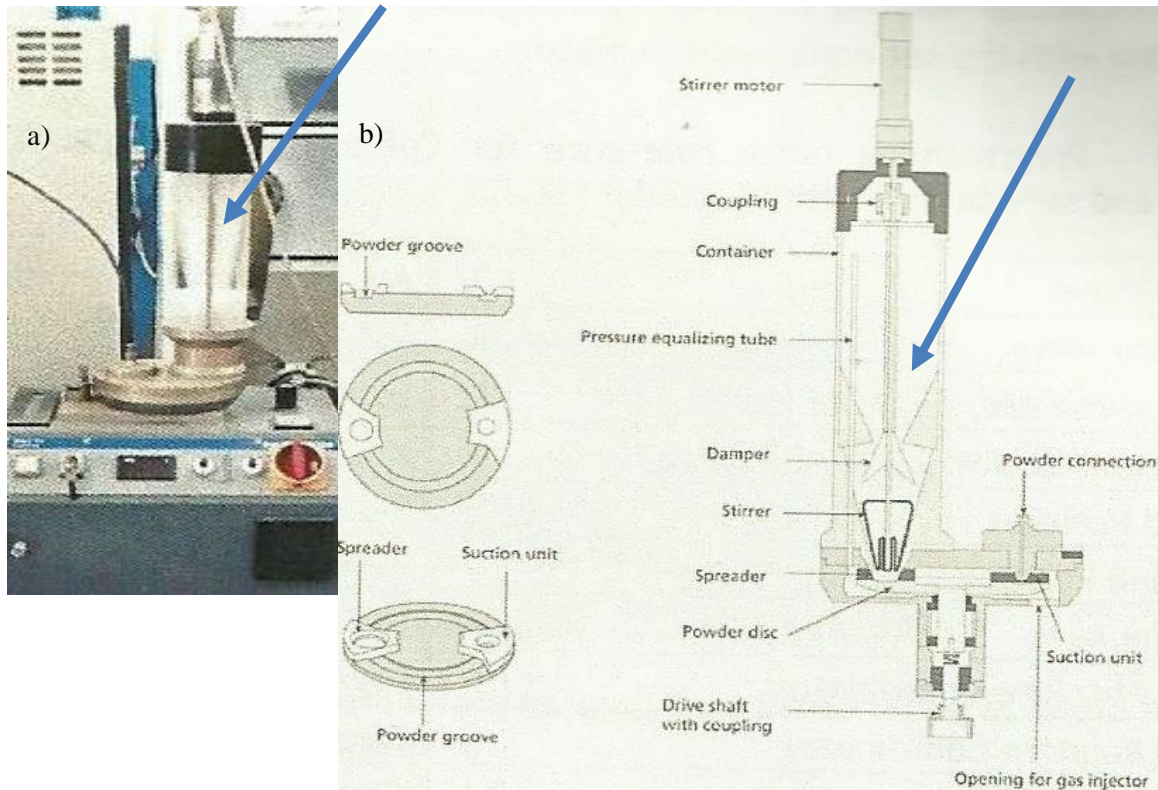 a)
b)
Stirrer motor
Coupling
Container
Powder groove
Pressure equalizing tube
Damper
Powder connection
Stirrer
Spreader
Suction unit
Spreader
Powder disc
Suction unit
Drive shaft
with coupling
Powder groove
Opening for gas injector